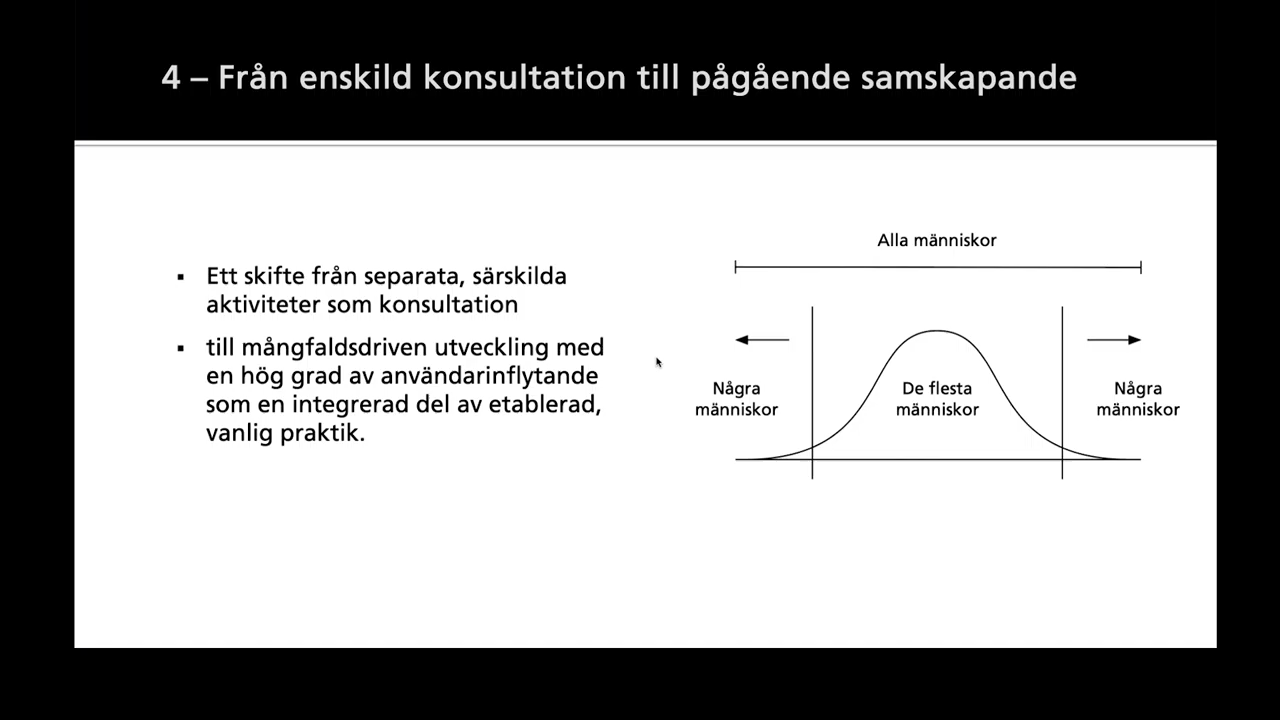 4 – Från enskild konsultation till pågående samskapande
▪ Ett skifte från separata, särskilda
aktiviteter som konsultation
▪ till mångfaldsdriven utveckling med
en hög grad av användarinflytande
som en integrerad del av etablerad,
vanlig praktik.
Alla människor
Några
människor
De flesta
människor
Några
människor